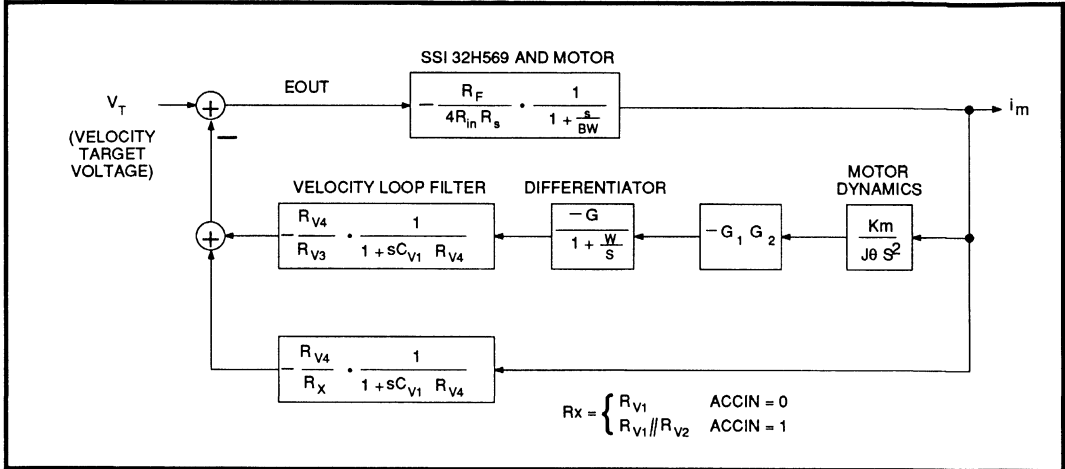 SSI 32H569 AND MOTOR
V_T
(VELOCITY
TARGET
VOLTAGE)
+
−
EOUT
− R_F / 4R_in R_s · 1 / 1 + s/BW
i_m
VELOCITY LOOP FILTER
DIFFERENTIATOR
MOTOR
DYNAMICS
+
− R_V4 / R_V3 · 1 / 1 + sC_V1 R_V4
−G / 1 + W/S
−G_1 G_2
Km / Jθ S^2
− R_V4 / R_X · 1 / 1 + sC_V1 R_V4
Rx = { R_V1 ACCIN = 0
R_V1 // R_V2 ACCIN = 1